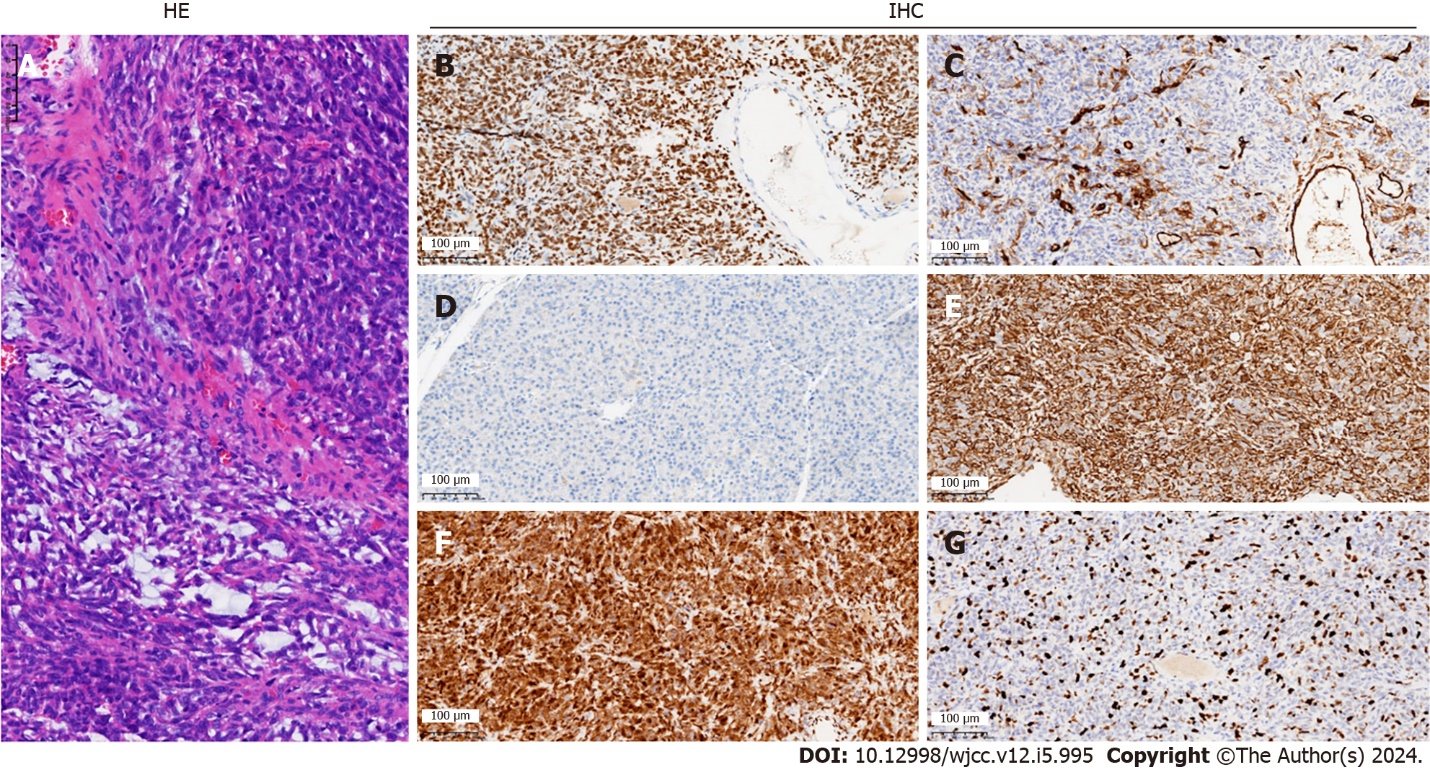 HE
IHC
A
B
C
100 µm
100 µm
D
E
100 µm
100 µm
F
G
100 µm
100 µm
DOI: 10.12998/wjcc.v12.i5.995 Copyright ©The Author(s) 2024.